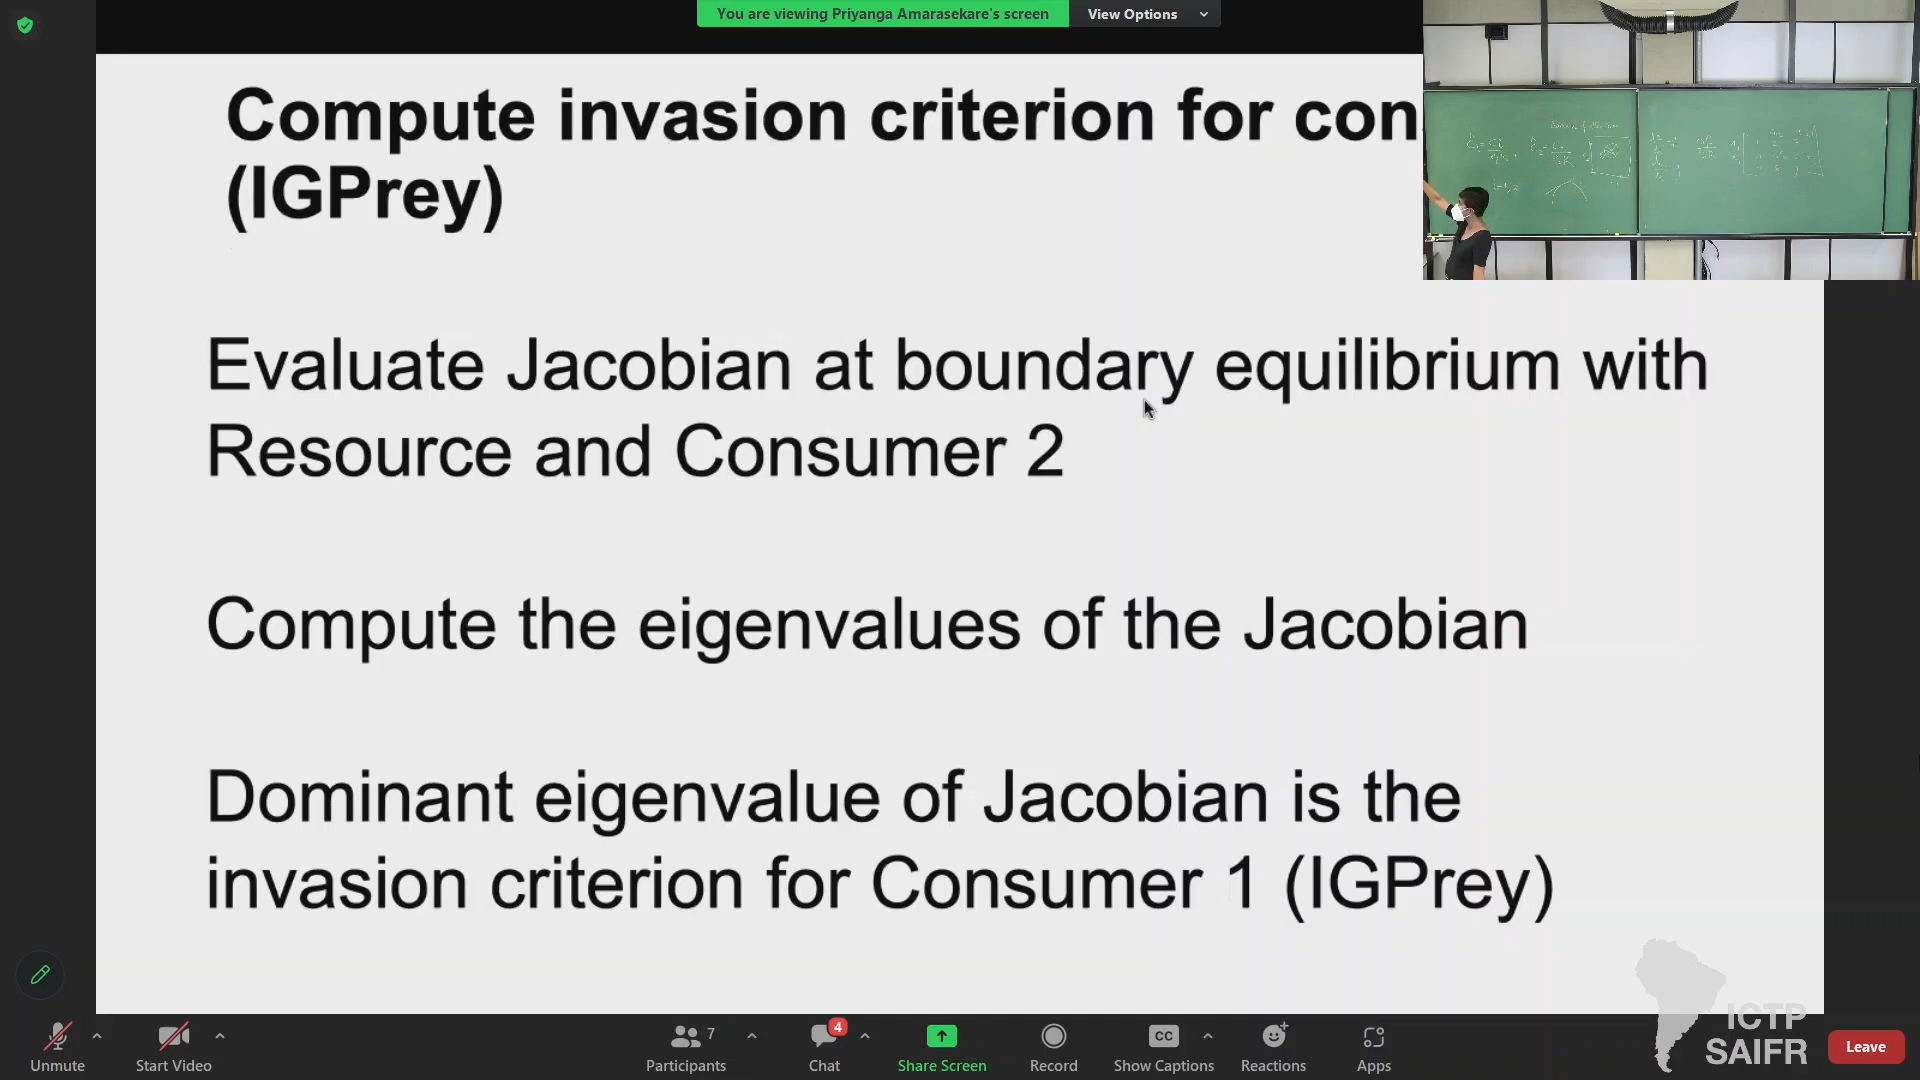 You are viewing Priyanga Amarasekare's screen
View Options
Compute invasion criterion for con
(IGPrey)
Evaluate Jacobian at boundary equilibrium with
Resource and Consumer 2
Compute the eigenvalues of the Jacobian
Dominant eigenvalue of Jacobian is the
invasion criterion for Consumer 1 (IGPrey)
ICTP
SAIFR
Unmute
Start Video
7
Participants
4
Chat
Share Screen
Record
CC
Show Captions
Reactions
Apps
Leave